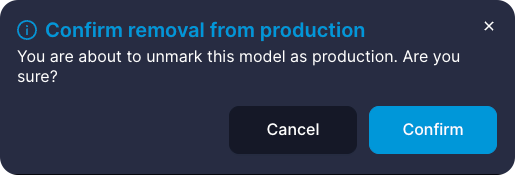 Confirm removal from production
You are about to unmark this model as production. Are you
sure?
Cancel
Confirm